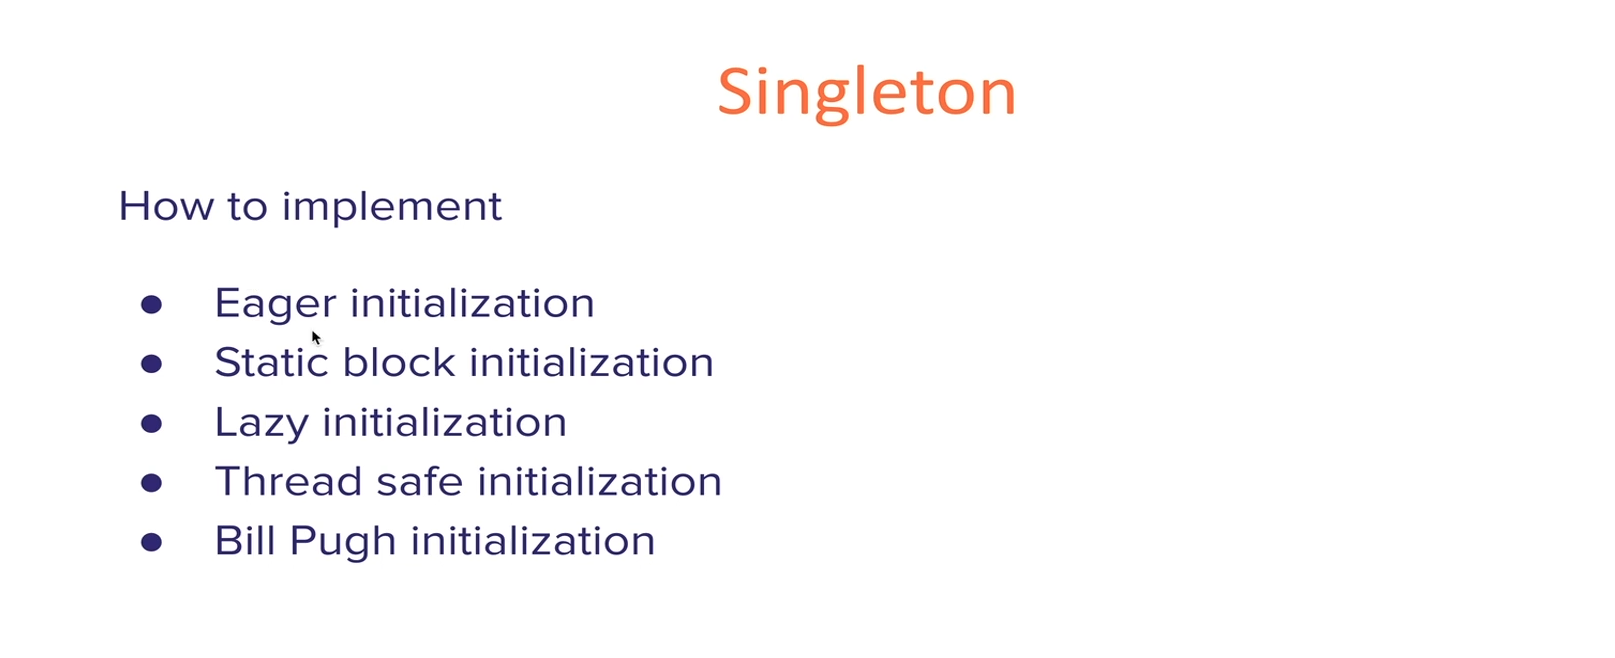 Singleton
How to implement
● Eager initialization
● Static block initialization
● Lazy initialization
● Thread safe initialization
● Bill Pugh initialization